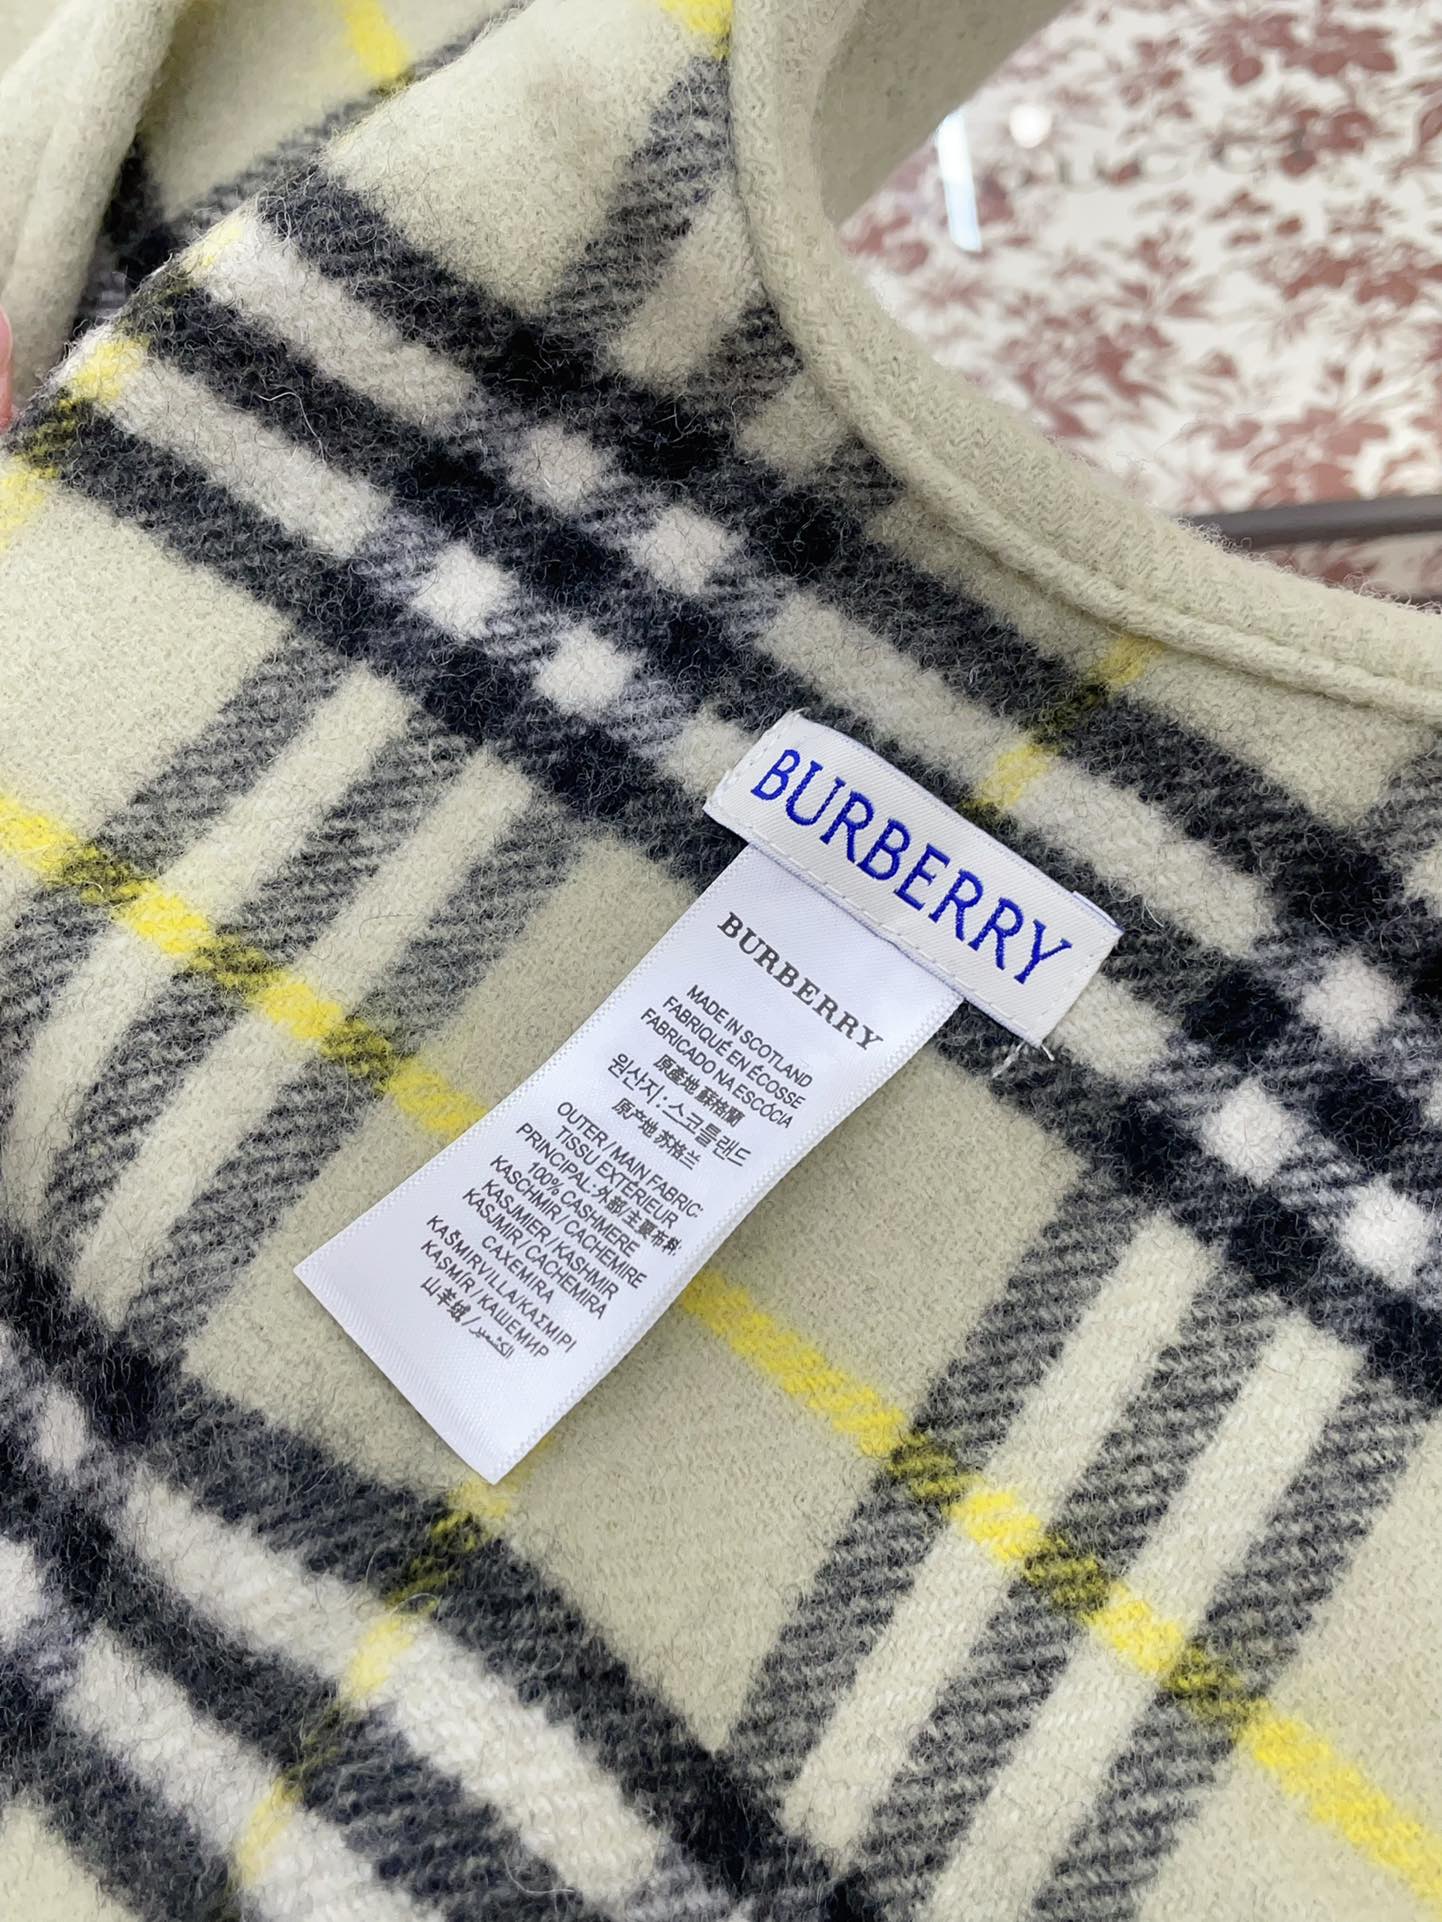 BURBERRY
BURBERRY
MADE IN SCOTLAND
FABRIQUÉ EN ÉCOSSE
FABRICADO NA ESCÓCIA
原產地 蘇格蘭
원산지:스코틀랜드
原产地 苏格兰
OUTER / MAIN FABRIC:
TISSU EXTÉRIEUR
PRINCIPAL:外部/主要布料:
100% CASHMERE
KASCHMIR / CACHEMIRE
KASJMIER / KASHMIR
KASJMIR / CACHEMIRA
CAXEMIRA
KAŠMIRVILLA/ΚΑΣΜΙΡΙ
KASMÍR / КАШЕМИР
山羊绒 / الكشمير